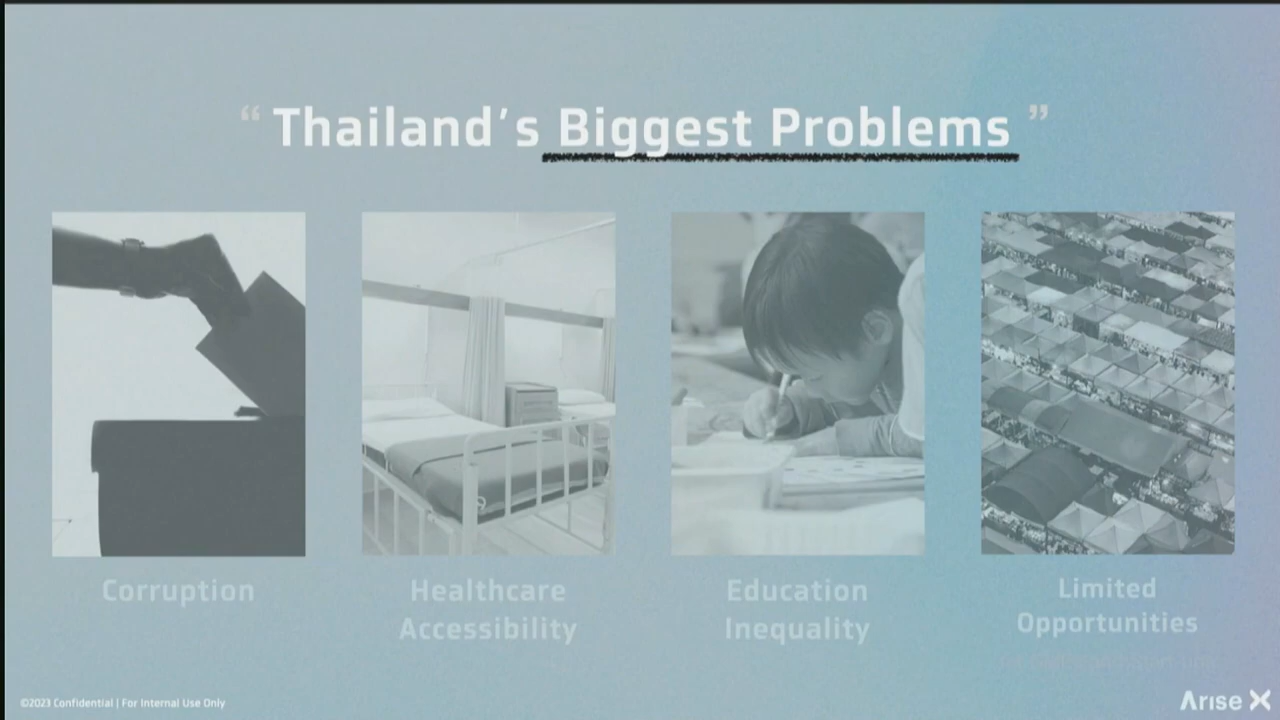 “ Thailand’s Biggest Problems ”
Corruption
Healthcare
Accessibility
Education
Inequality
Limited
Opportunities
©2023 Confidential | For Internal Use Only
Arise X